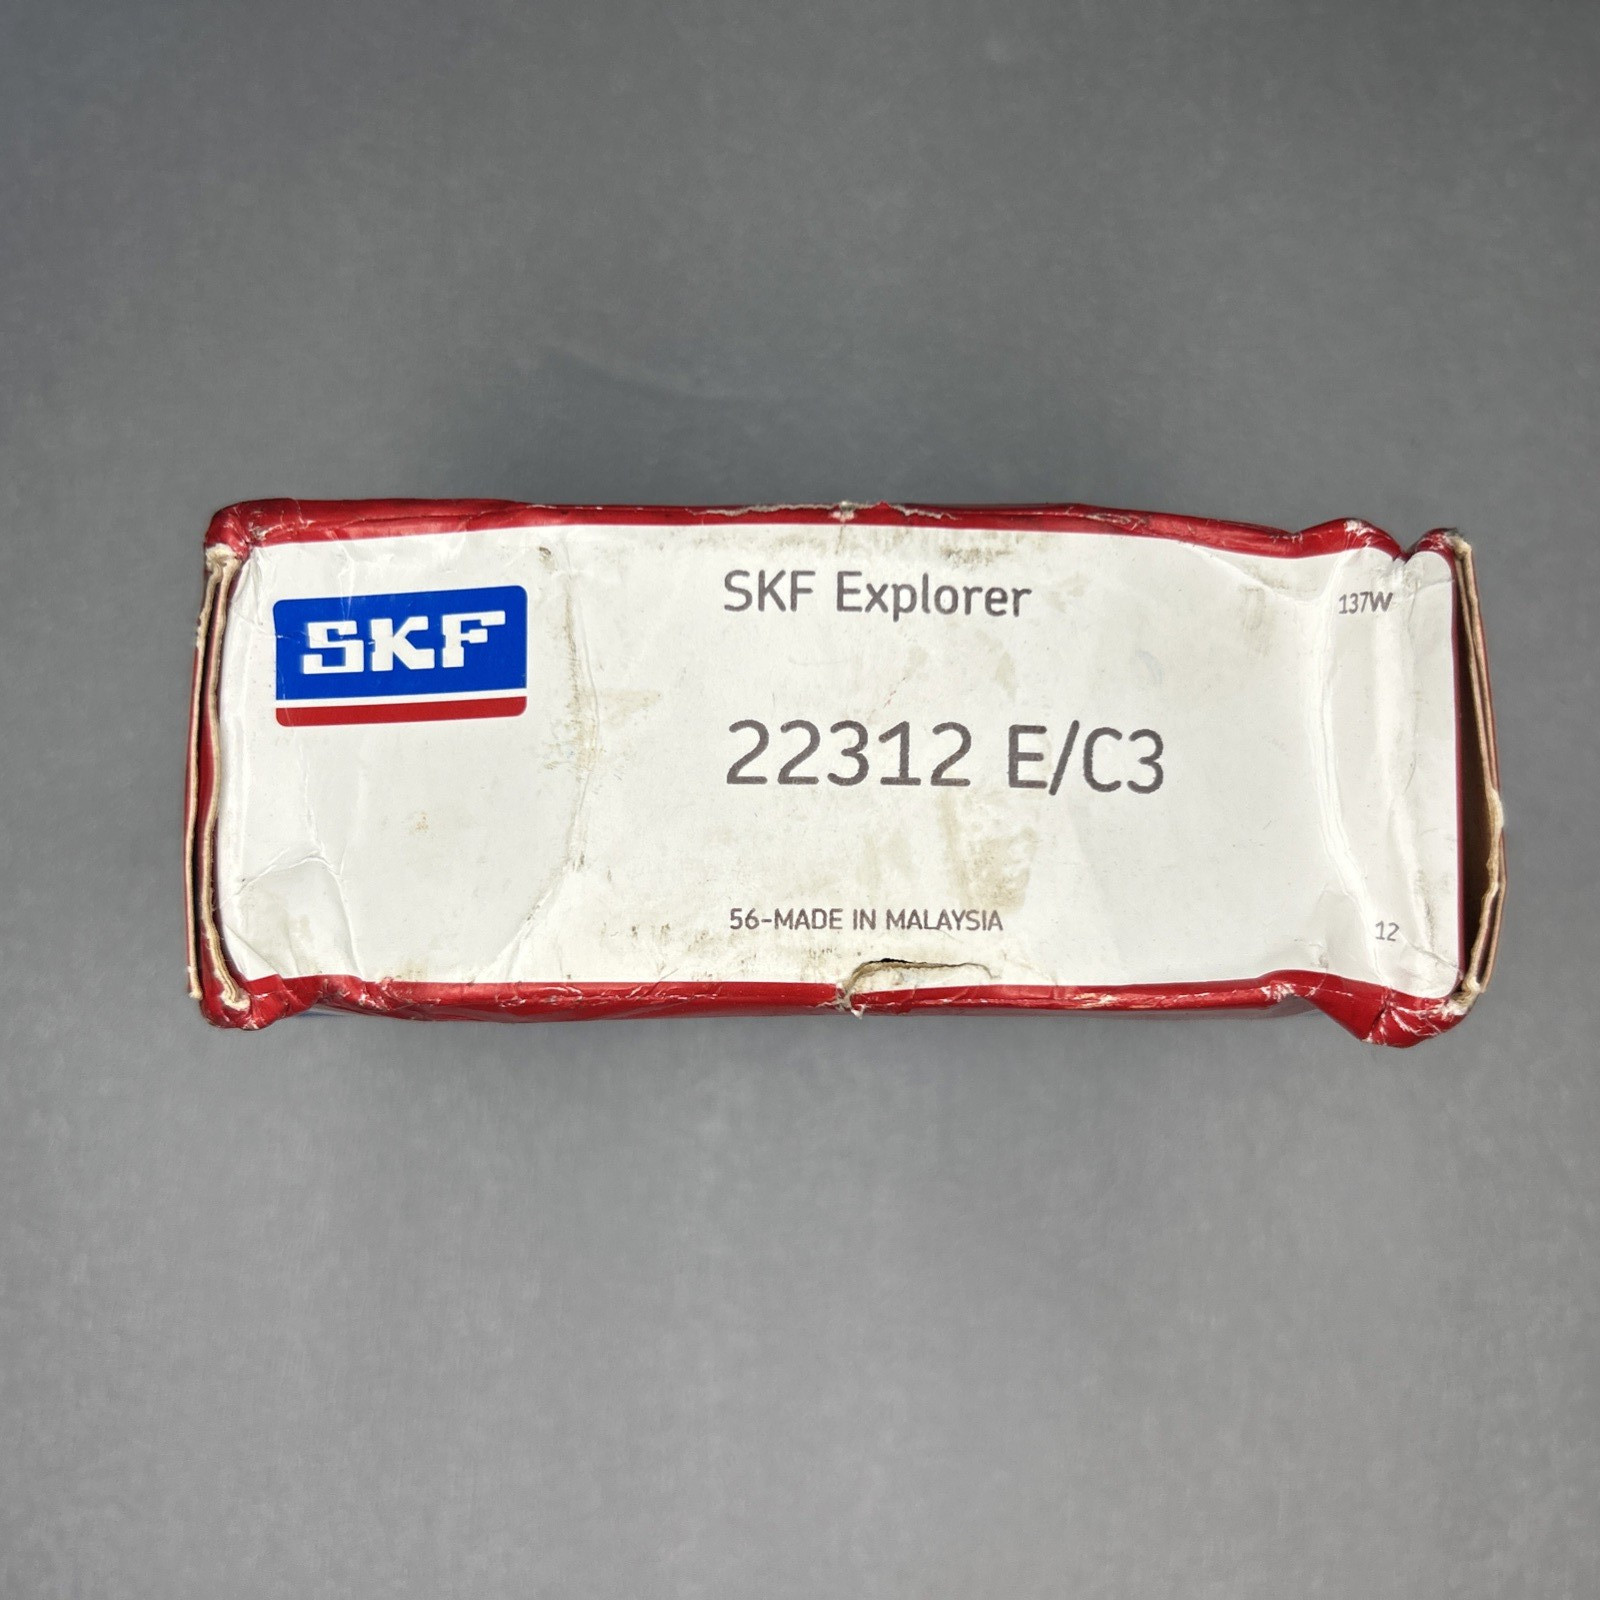 SKF
SKF Explorer
137W
22312 E/C3
56-MADE IN MALAYSIA
12